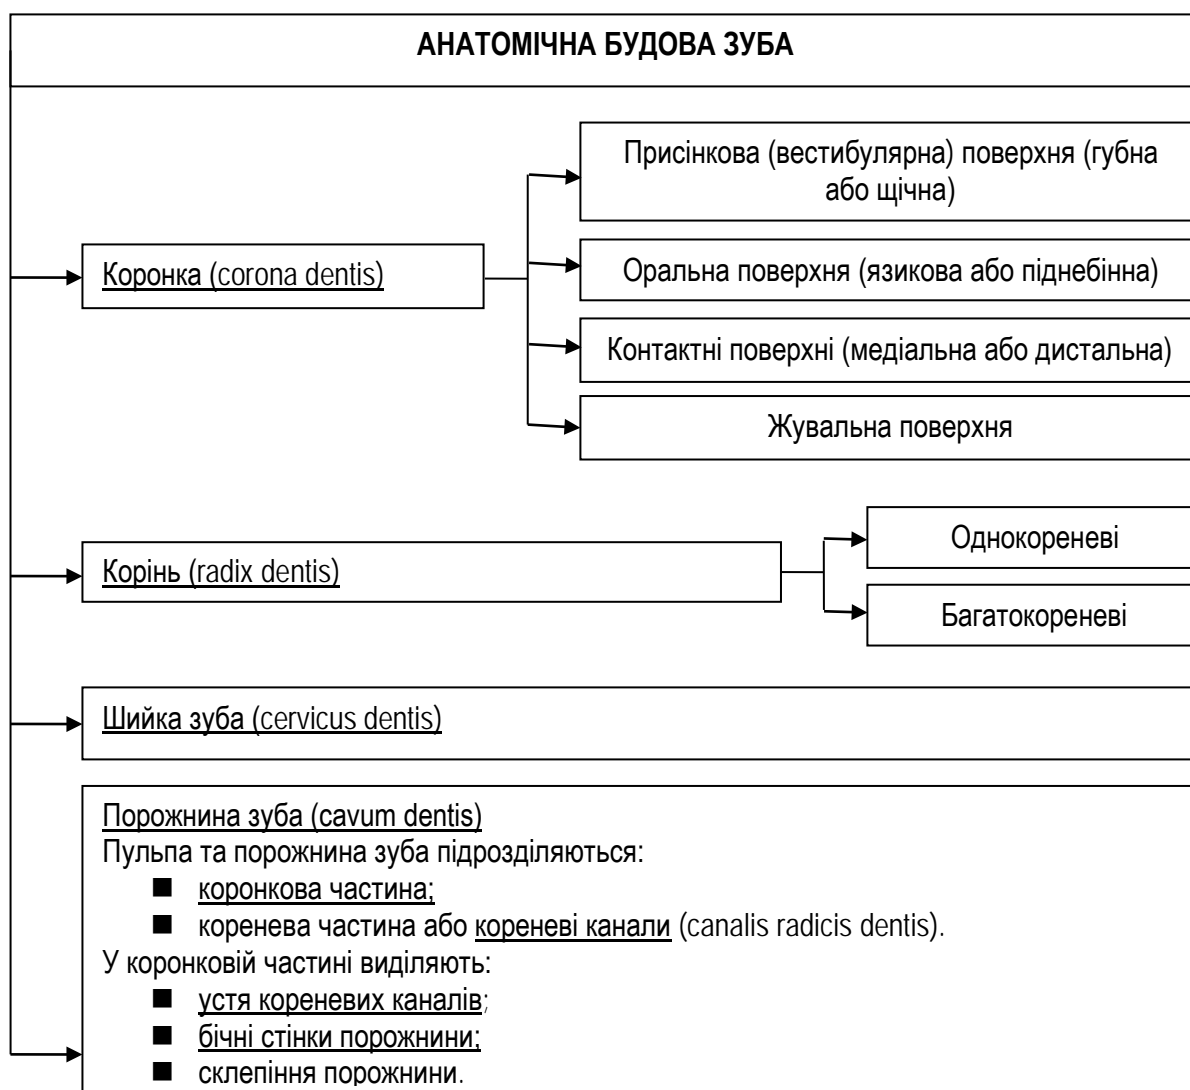 АНАТОМІЧНА БУДОВА ЗУБА
Присінкова (вестибулярна) поверхня (губна
або щічна)
Коронка (corona dentis)
Оральна поверхня (язикова або піднебінна)
Контактні поверхні (медіальна або дистальна)
Жувальна поверхня
Однокореневі
Корінь (radix dentis)
Багатокореневі
Шийка зуба (cervicus dentis)
Порожнина зуба (cavum dentis)
Пульпа та порожнина зуба підрозділяються:
■ коронкова частина;
■ коренева частина або кореневі канали (canalis radicis dentis).
У коронковій частині виділяють:
■ устя кореневих каналів;
■ бічні стінки порожнини;
■ склепіння порожнини.